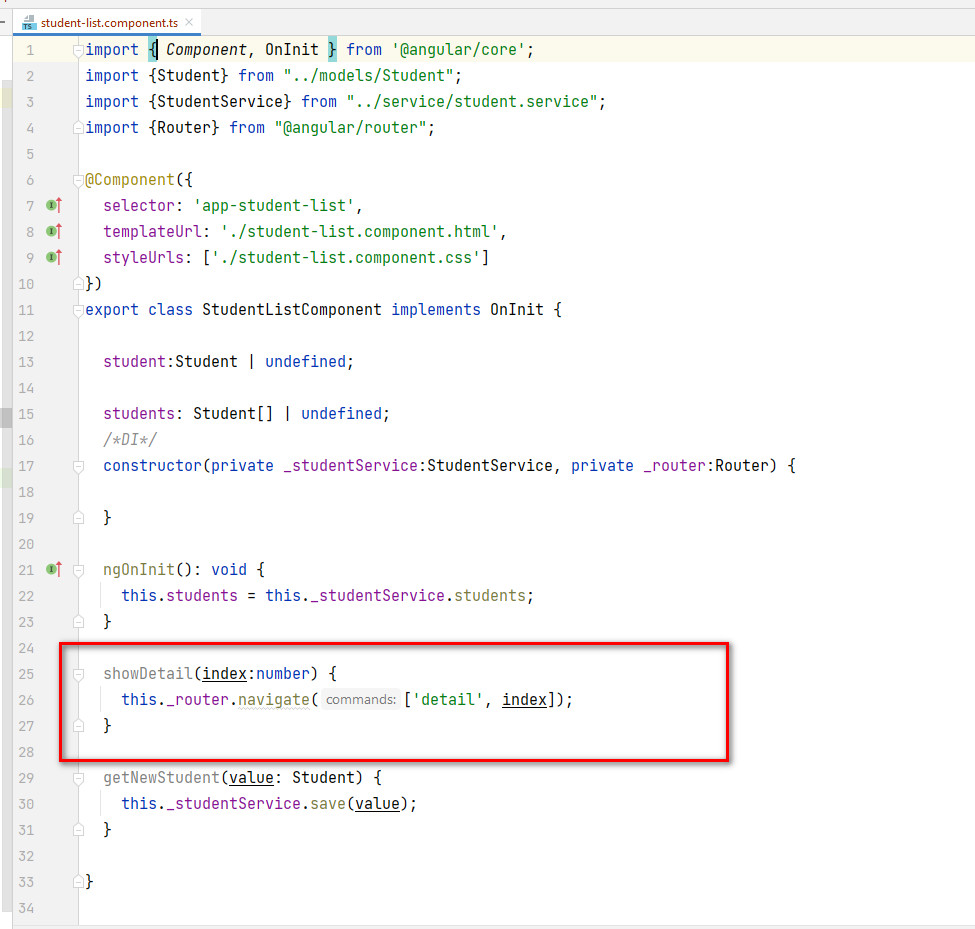 student-list.component.ts
1 import { Component, OnInit } from '@angular/core';
2 import {Student} from "../models/Student";
3 import {StudentService} from "../service/student.service";
4 import {Router} from "@angular/router";
5
6 @Component({
7 selector: 'app-student-list',
8 templateUrl: './student-list.component.html',
9 styleUrls: ['./student-list.component.css']
10 })
11 export class StudentListComponent implements OnInit {
12
13 student:Student | undefined;
14
15 students: Student[] | undefined;
16 /*DI*/
17 constructor(private _studentService:StudentService, private _router:Router) {
18
19 }
20
21 ngOnInit(): void {
22 this.students = this._studentService.students;
23 }
24
25 showDetail(index:number) {
26 this._router.navigate( commands: ['detail', index]);
27 }
28
29 getNewStudent(value: Student) {
30 this._studentService.save(value);
31 }
32
33 }
34